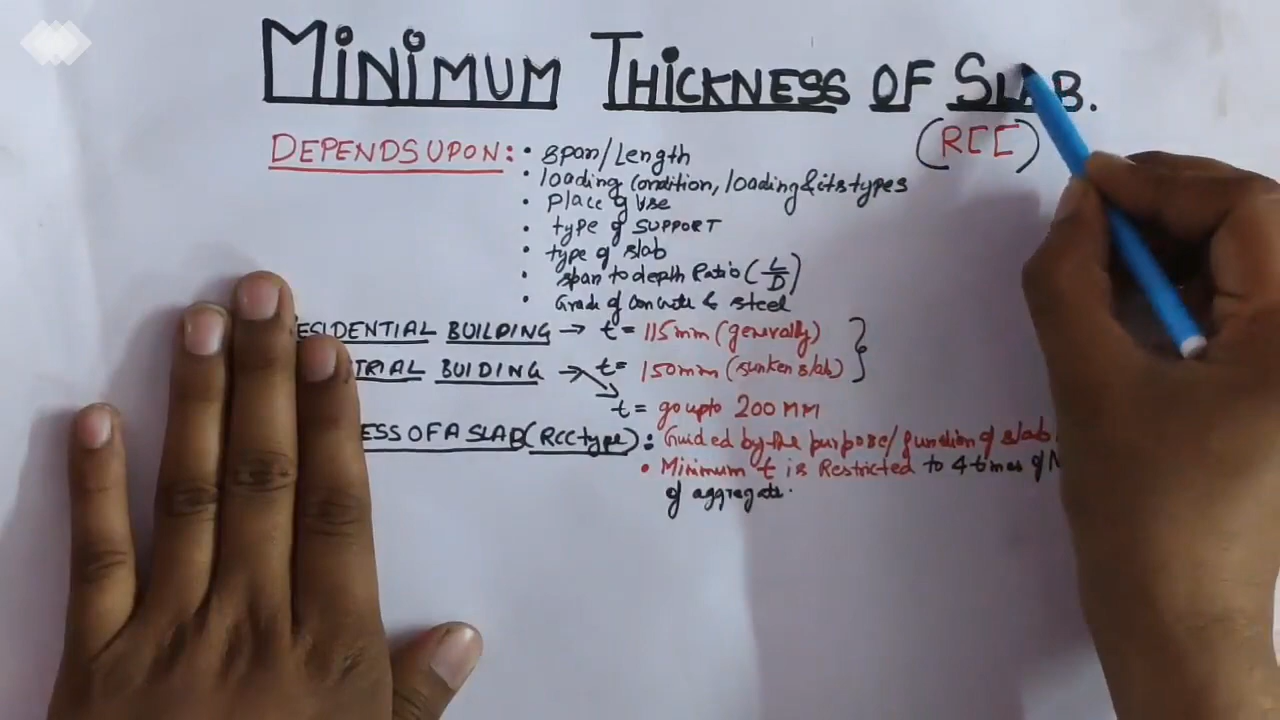 MINIMUM THICKNESS OF SLAB.
(RCC)
DEPENDS UPON: • span/Length
• loading condition, loading & its types
• place of use
• type of SUPPORT
• type of slab
• span to depth Ratio (L/D)
• Grade of concrete & steel
ESIDENTIAL BUILDING → t = 115mm (generally)
TRIAL BUIDING → t= 150mm (sunken slab)
t = go upto 200 MM
ESS OF A SLAB (RCC type) : Guided by the purpose/function of slab
• Minimum t is Restricted to 4 times of
of aggregate.